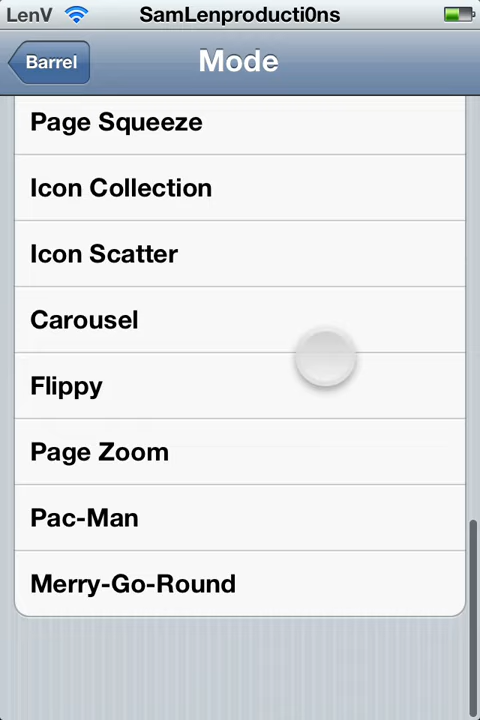 LenV SamLenproducti0ns
Barrel Mode
Page Squeeze
Icon Collection
Icon Scatter
Carousel
Flippy
Page Zoom
Pac-Man
Merry-Go-Round